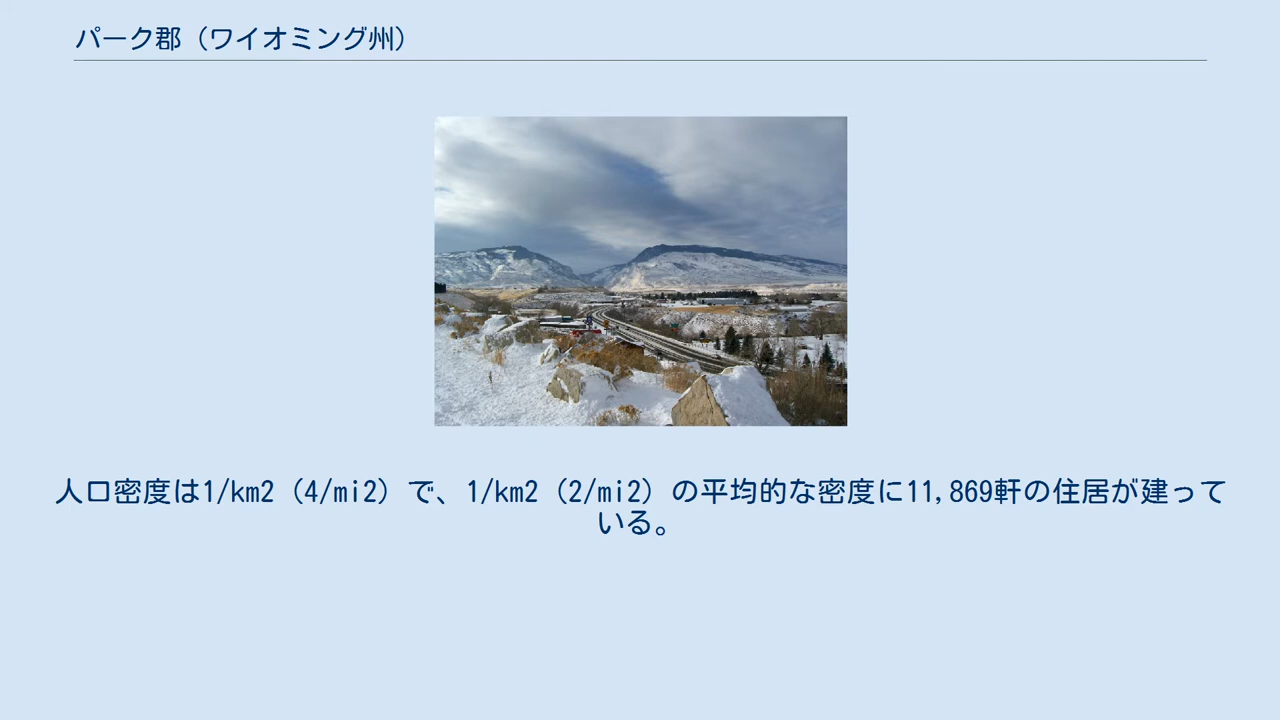 パーク郡（ワイオミング州）
人口密度は1/km2（4/mi2）で、1/km2（2/mi2）の平均的な密度に11,869軒の住居が建って
いる。